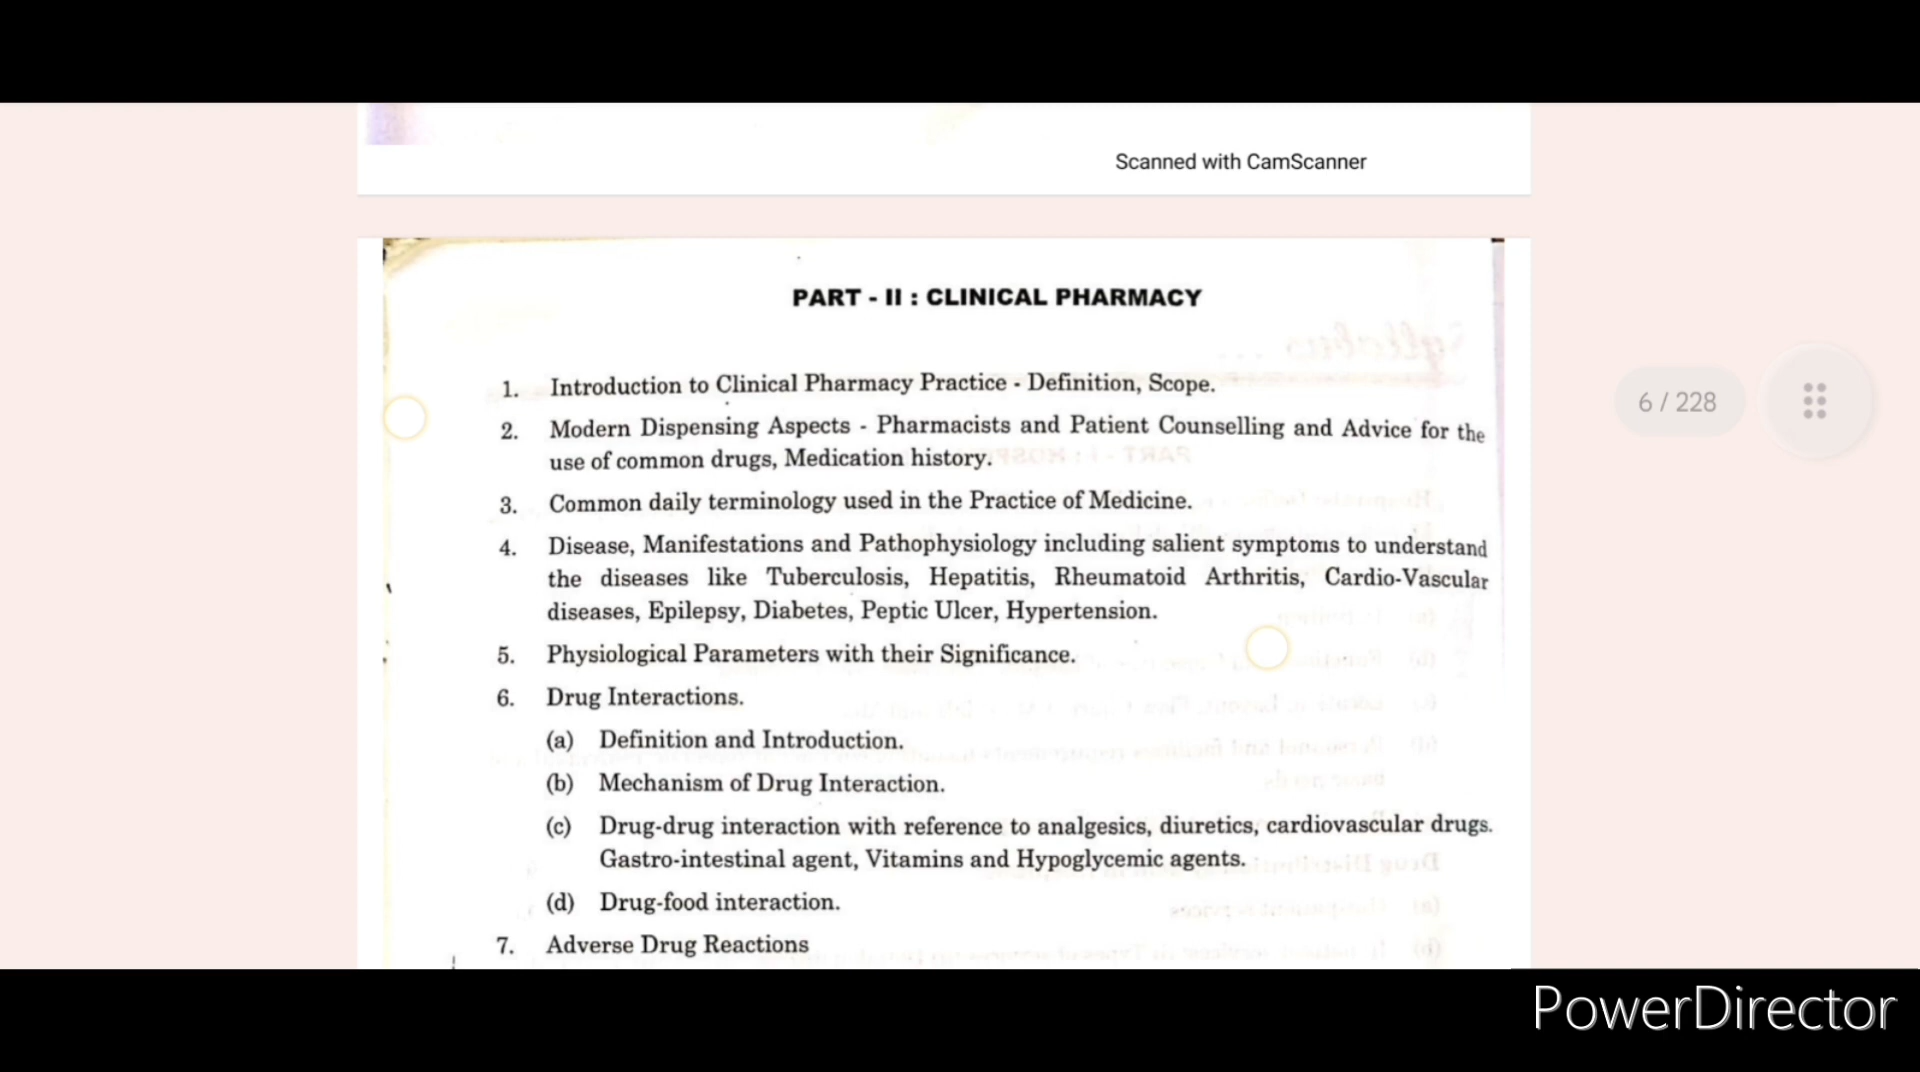 Scanned with CamScanner
PART - II : CLINICAL PHARMACY
1. Introduction to Clinical Pharmacy Practice - Definition, Scope.
2. Modern Dispensing Aspects - Pharmacists and Patient Counselling and Advice for the
use of common drugs, Medication history.
3. Common daily terminology used in the Practice of Medicine.
4. Disease, Manifestations and Pathophysiology including salient symptoms to understand
the diseases like Tuberculosis, Hepatitis, Rheumatoid Arthritis, Cardio-Vascular
diseases, Epilepsy, Diabetes, Peptic Ulcer, Hypertension.
5. Physiological Parameters with their Significance.
6. Drug Interactions.
(a) Definition and Introduction.
(b) Mechanism of Drug Interaction.
(c) Drug-drug interaction with reference to analgesics, diuretics, cardiovascular drugs.
Gastro-intestinal agent, Vitamins and Hypoglycemic agents.
(d) Drug-food interaction.
7. Adverse Drug Reactions
6 / 228
PowerDirector